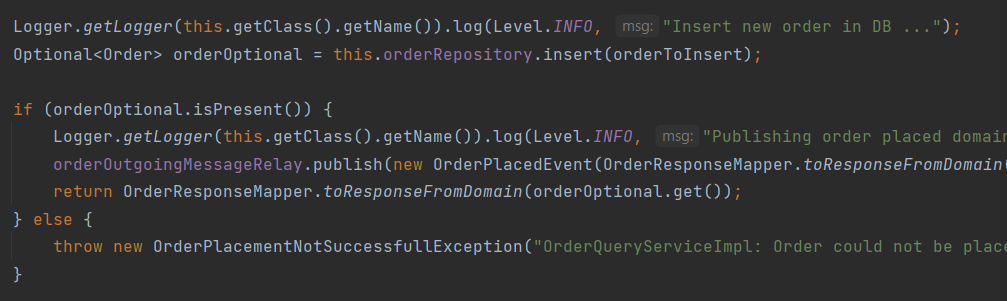 Logger.getLogger(this.getClass().getName()).log(Level.INFO, msg: "Insert new order in DB ...");
Optional<Order> orderOptional = this.orderRepository.insert(orderToInsert);
if (orderOptional.isPresent()) {
Logger.getLogger(this.getClass().getName()).log(Level.INFO, msg: "Publishing order placed domain
orderOutgoingMessageRelay.publish(new OrderPlacedEvent(OrderResponseMapper.toResponseFromDomain(
return OrderResponseMapper.toResponseFromDomain(orderOptional.get());
} else {
throw new OrderPlacementNotSuccessfullException("OrderQueryServiceImpl: Order could not be place
}